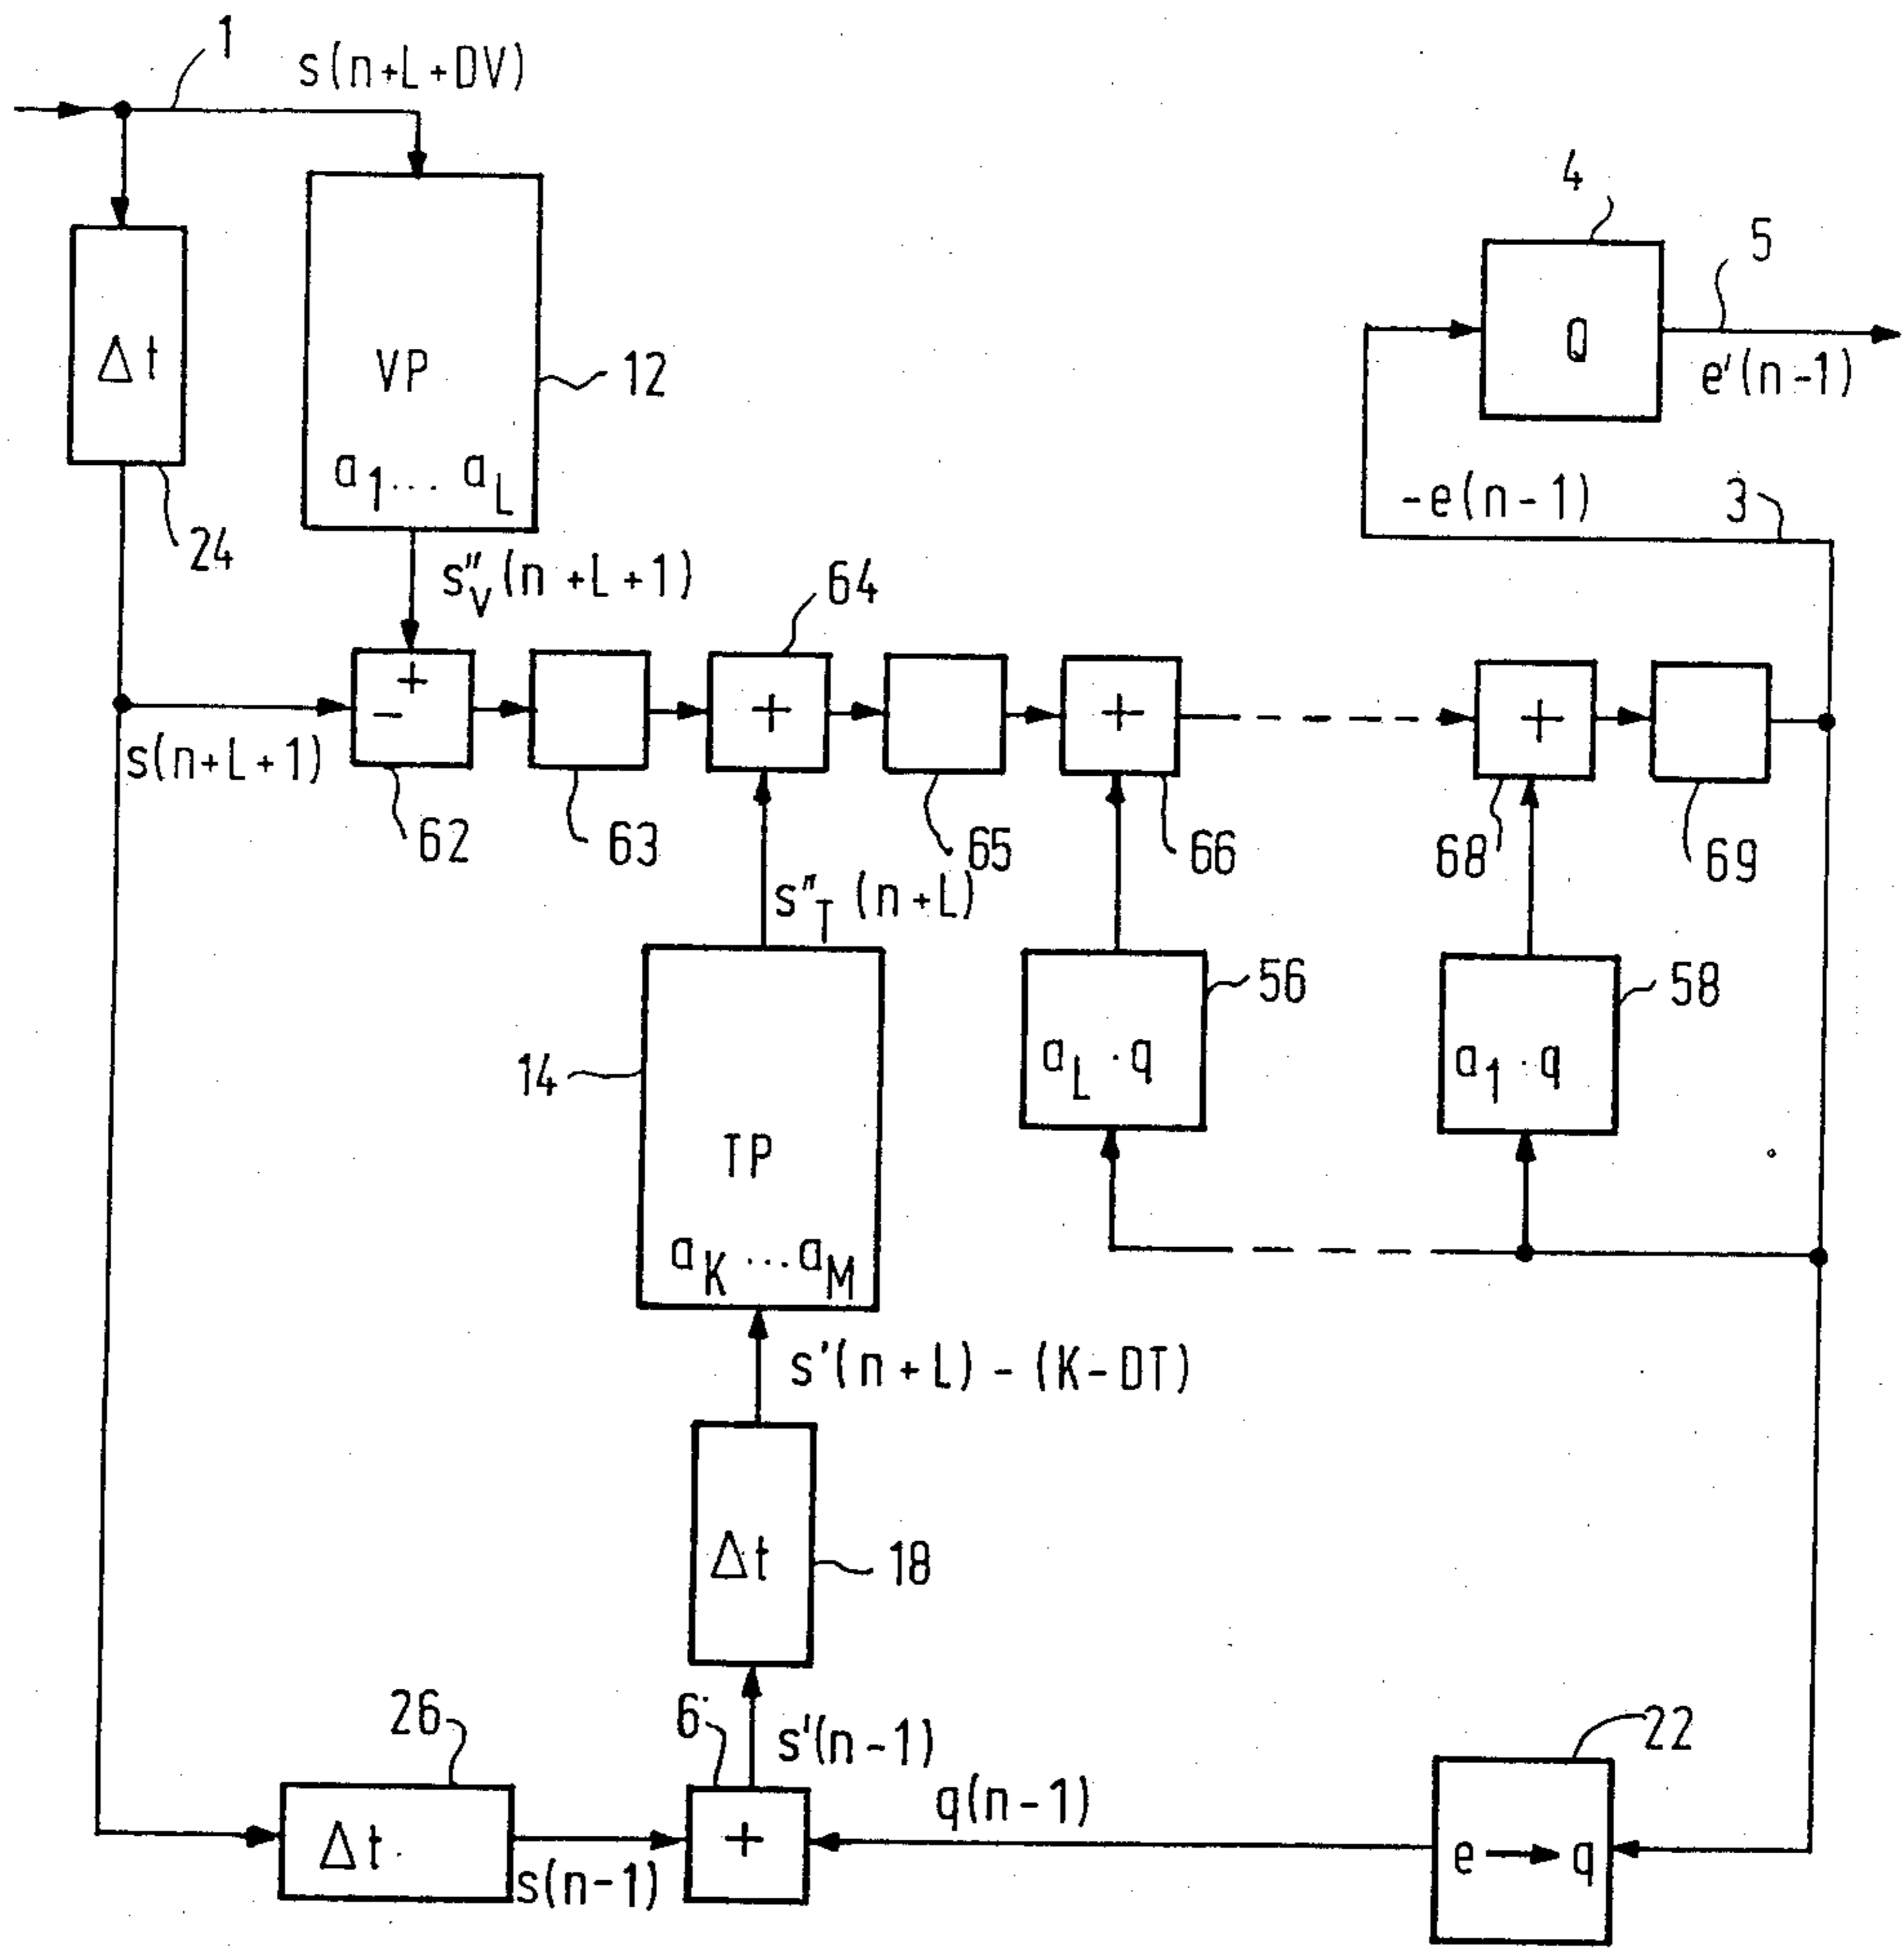 1
s(n+L+DV)
4
5
Δt
VP
12
Q
e'(n-1)
a1... aL
-e(n-1)
3
24
s"V(n+L+1)
64
+
-
+
+
+
s(n+L+1)
62
63
65
66
68
69
s"T(n+L)
56
58
14
aL·q
a1·q
TP
aK...aM
s'(n+L)-(K-DT)
Δt
18
26
6
s'(n-1)
22
q(n-1)
Δt
+
e→q
s(n-1)